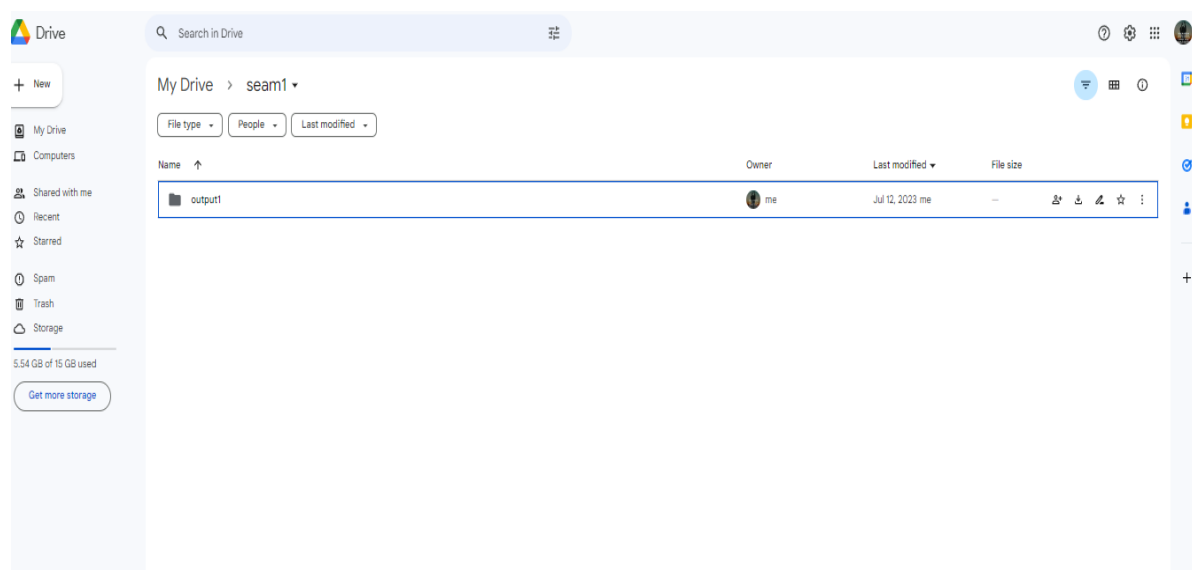 Drive
Search in Drive
New
My Drive
Computers
Shared with me
Recent
Starred
Spam
Trash
Storage
5.54 GB of 15 GB used
Get more storage
My Drive > seam1
File type People Last modified
Name Owner Last modified File size
output1 me Jul 12, 2023 me —